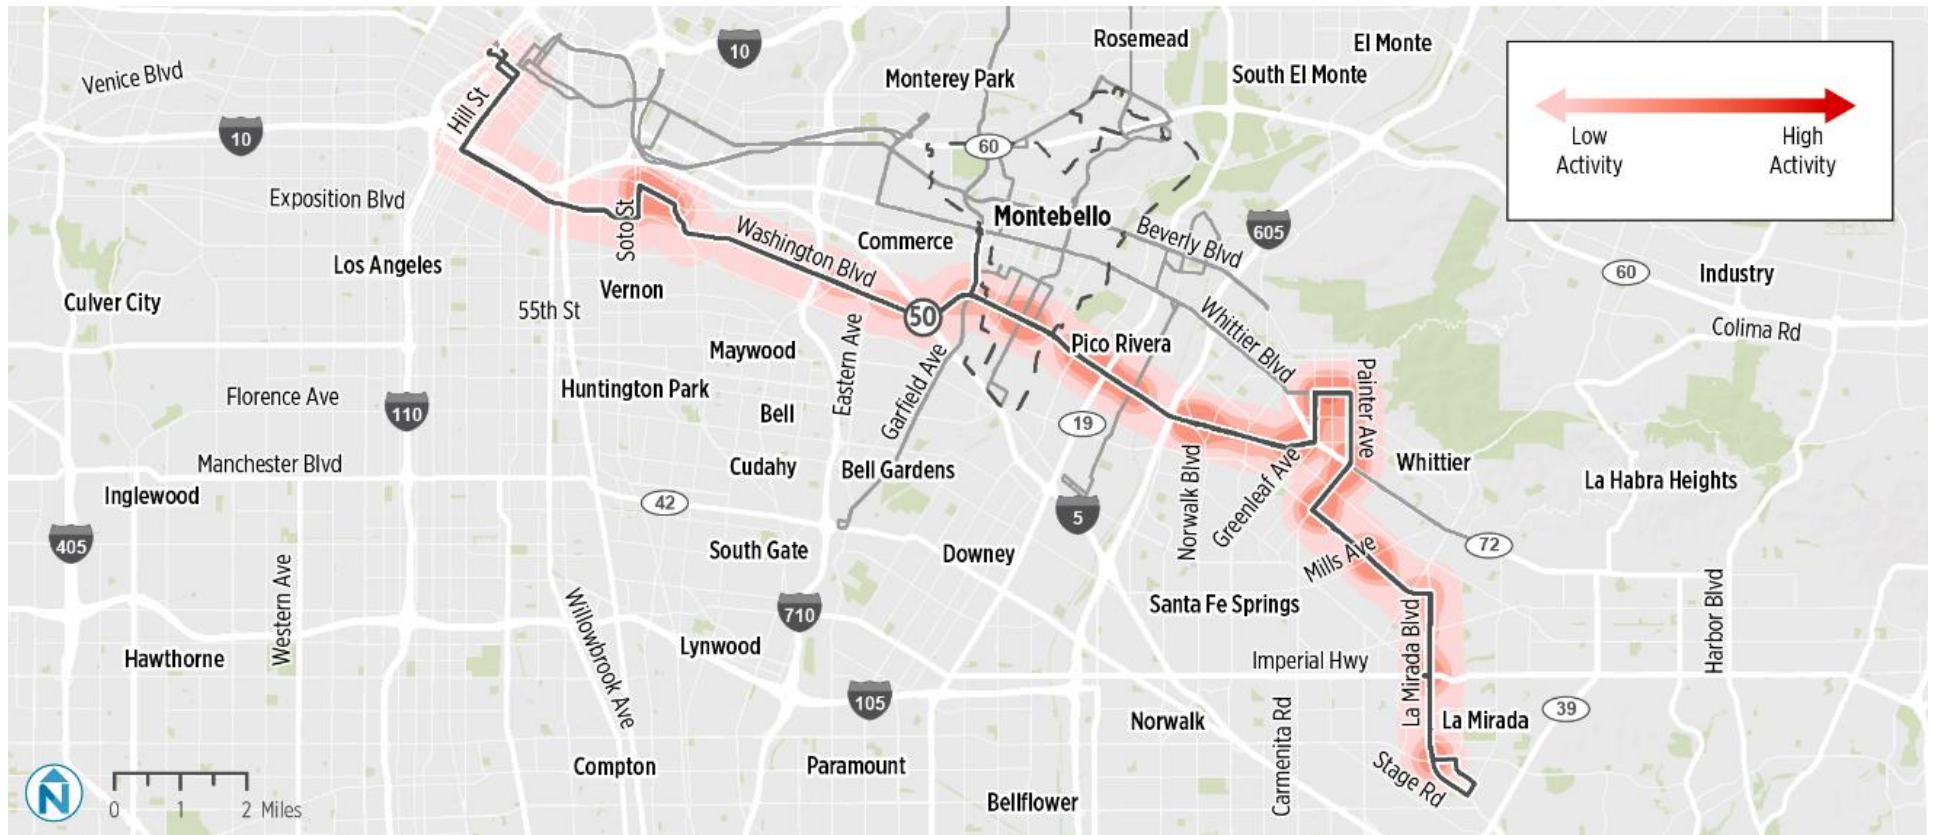 Rosemead
El Monte
10
Monterey Park
South El Monte
Venice Blvd
Hill St
10
60
Low
Activity
High
Activity
Exposition Blvd
Soto St
Montebello
Beverly Blvd
605
Washington Blvd
Commerce
Los Angeles
60
Industry
Culver City
Vernon
55th St
50
Whittier Blvd
Colima Rd
Maywood
Eastern Ave
Garfield Ave
Pico Rivera
Florence Ave
110
Huntington Park
Bell
19
Painter Ave
Manchester Blvd
Cudahy
Bell Gardens
Norwalk Blvd
Greenleaf Ave
Whittier
La Habra Heights
Inglewood
42
5
405
South Gate
Downey
Mills Ave
72
Western Ave
Willowbrook Ave
710
Santa Fe Springs
La Mirada Blvd
Harbor Blvd
Hawthorne
Lynwood
Imperial Hwy
105
Norwalk
Carmenita Rd
La Mirada
39
Compton
Paramount
Stage Rd
Bellflower
N
0 1 2 Miles